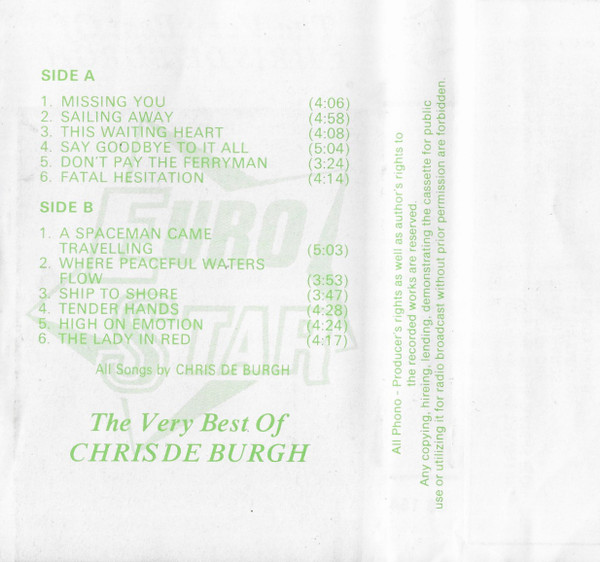 SIDE A
1. MISSING YOU (4:06)
2. SAILING AWAY (4:58)
3. THIS WAITING HEART (4:08)
4. SAY GOODBYE TO IT ALL (5:04)
5. DON'T PAY THE FERRYMAN (3:24)
6. FATAL HESITATION (4:14)
SIDE B
1. A SPACEMAN CAME
TRAVELLING (5:03)
2. WHERE PEACEFUL WATERS
FLOW (3:53)
3. SHIP TO SHORE (3:47)
4. TENDER HANDS (4:28)
5. HIGH ON EMOTION (4:24)
6. THE LADY IN RED (4:17)
All Songs by CHRIS DE BURGH
EURO
STAR
The Very Best Of
CHRIS DE BURGH
All Phono - Producer's rights as well as author's rights to
the recorded works are reserved.
Any copying, hireing, lending, demonstrating the cassette for public
use or utilizing it for radio broadcast without prior permission are forbidden.